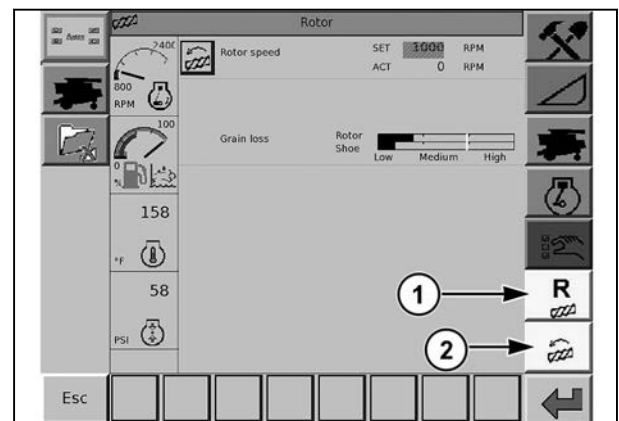 Auto
Rotor
2400
800
RPM
Rotor speed
SET 1000 RPM
ACT 0 RPM
100
0
%
Grain loss
Rotor
Shoe
Low Medium High
158
°F
58
PSI
1
R
2
Esc